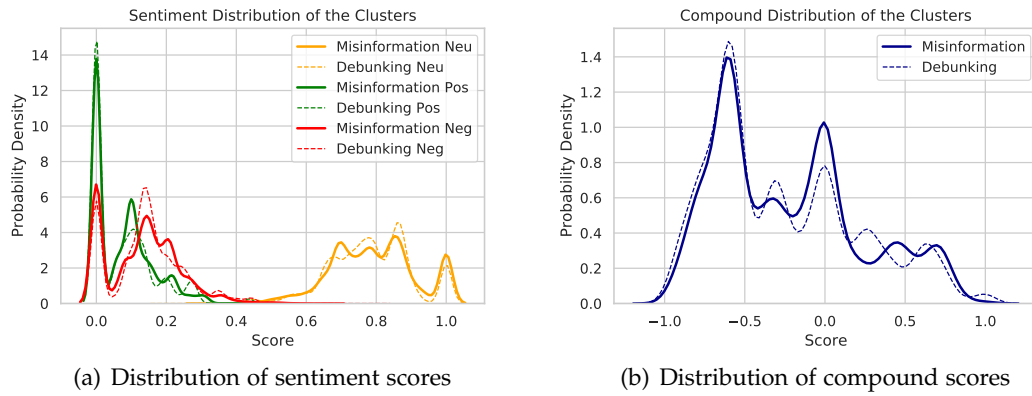 Sentiment Distribution of the Clusters
Probability Density
14
12
10
8
6
4
2
0
Misinformation Neu
Debunking Neu
Misinformation Pos
Debunking Pos
Misinformation Neg
Debunking Neg
0.0 0.2 0.4 0.6 0.8 1.0
Score
(a) Distribution of sentiment scores
Compound Distribution of the Clusters
Probability Density
1.4
1.2
1.0
0.8
0.6
0.4
0.2
0.0
Misinformation
Debunking
−1.0 −0.5 0.0 0.5 1.0
Score
(b) Distribution of compound scores